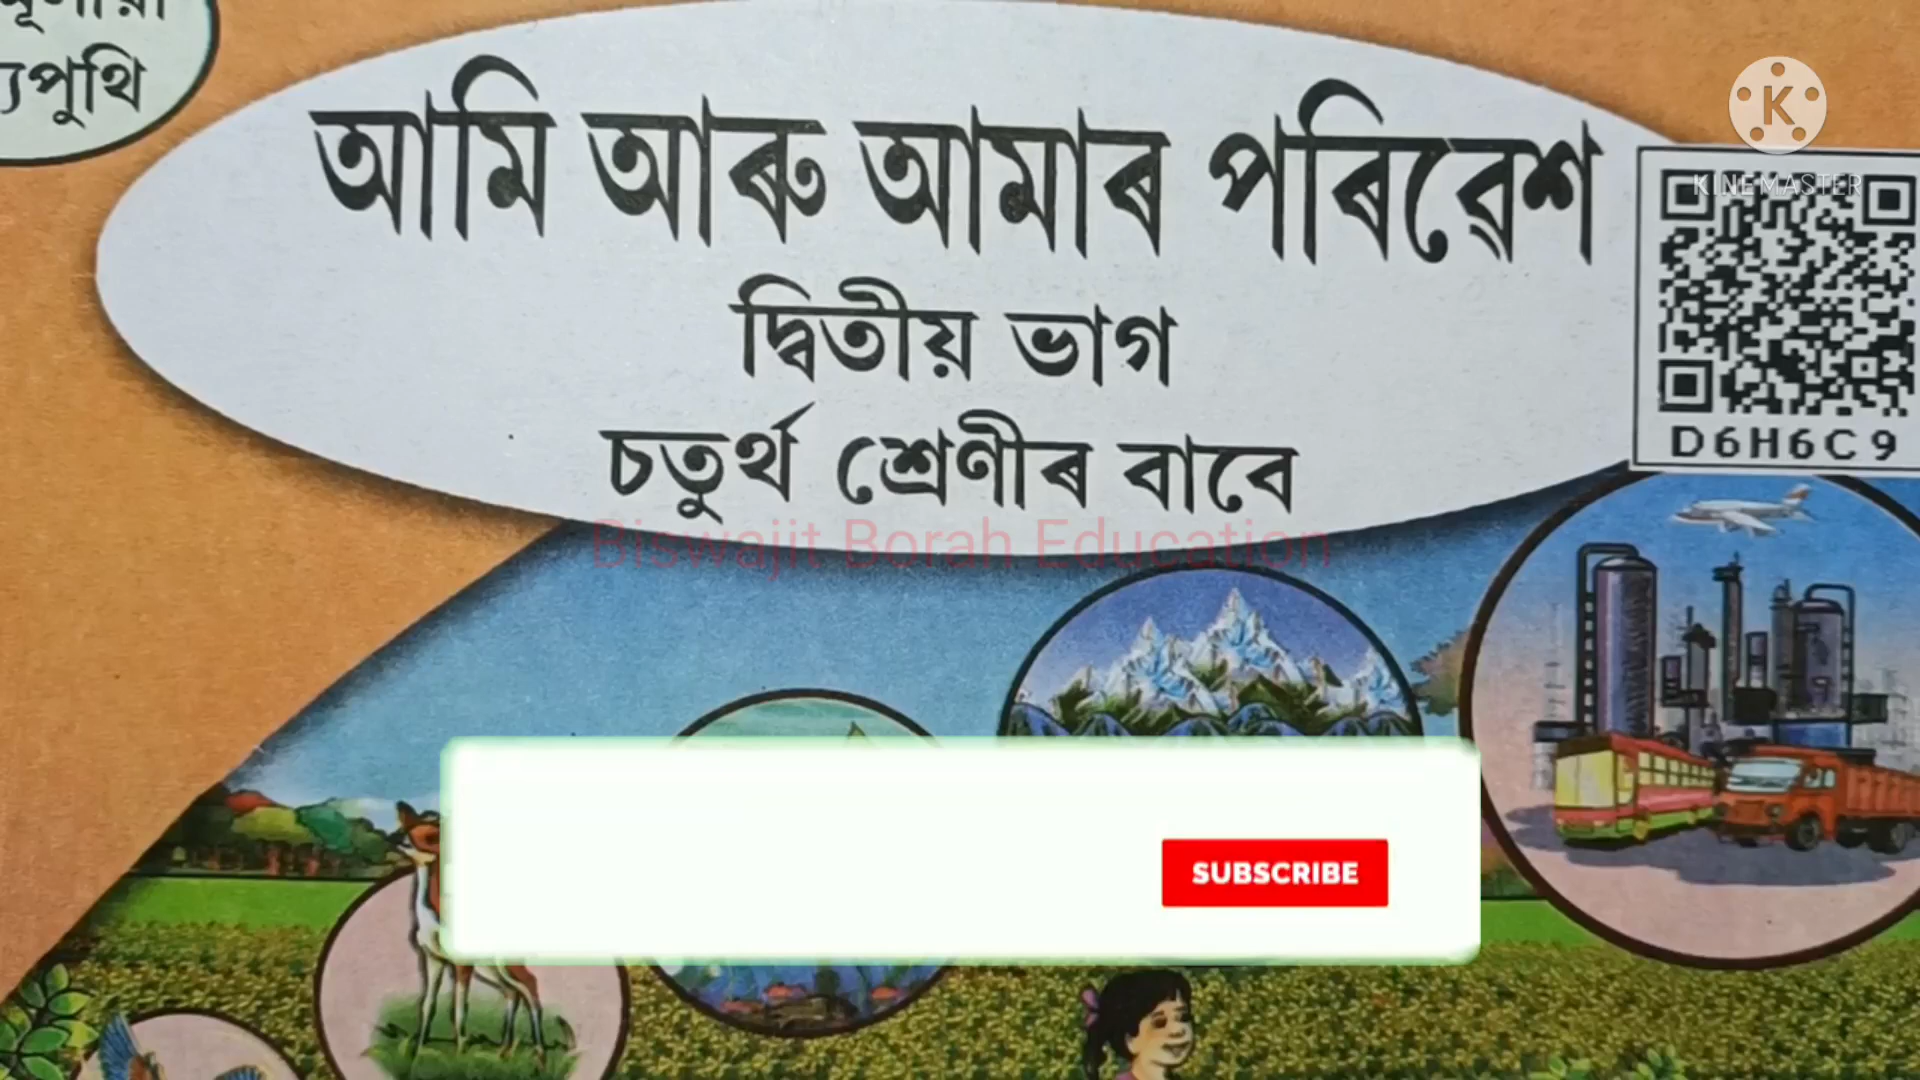 আমি আৰু আমাৰ পৰিৱেশ
দ্বিতীয় ভাগ
চতুৰ্থ শ্ৰেণীৰ বাবে
K
KINEMASTER
D6H6C9
Biswajit Borah Education
SUBSCRIBE